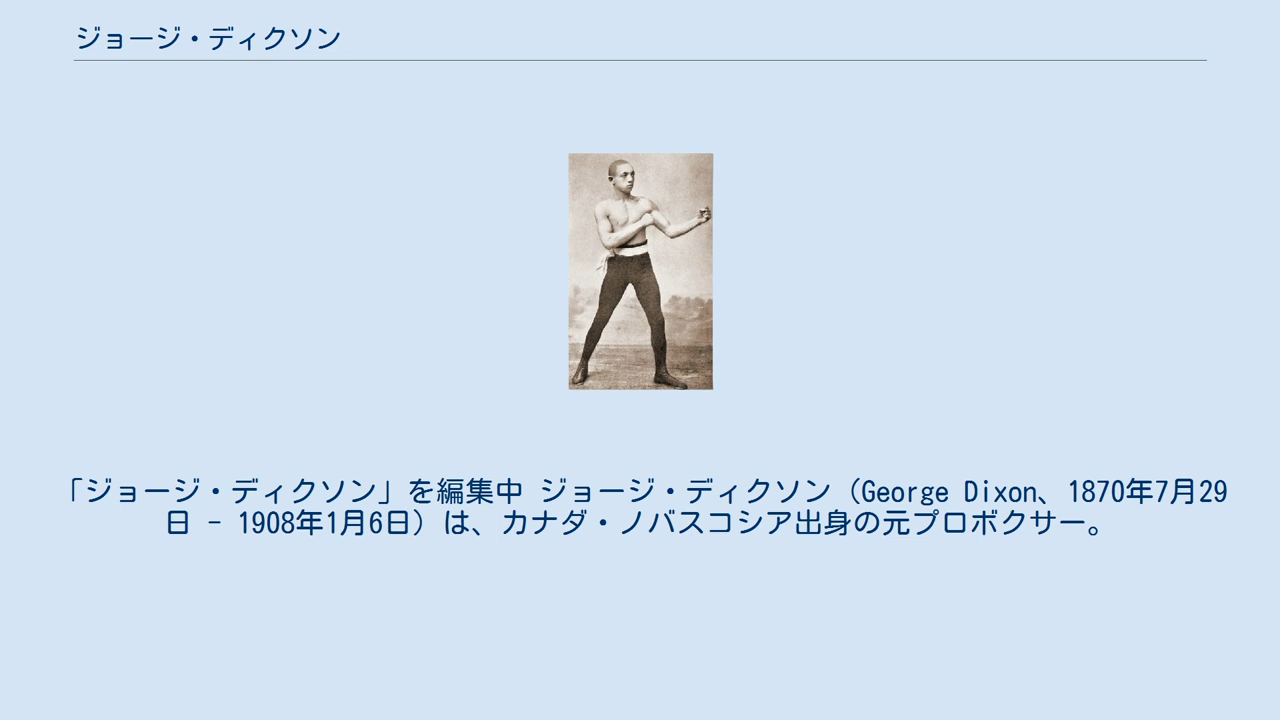 ジョージ・ディクソン
「ジョージ・ディクソン」を編集中 ジョージ・ディクソン（George Dixon、1870年7月29
日 - 1908年1月6日）は、カナダ・ノバスコシア出身の元プロボクサー。